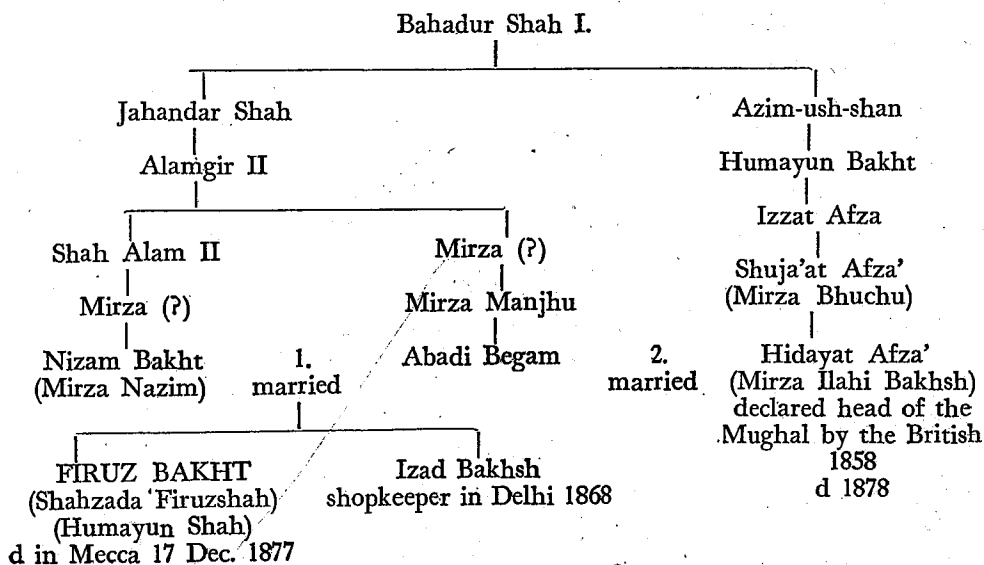 Bahadur Shah I.
Jahandar Shah
Azim-ush-shan
Alamgir II
Humayun Bakht
Izzat Afza
Shah Alam II
Mirza (?)
Shuja'at Afza'
(Mirza Bhuchu)
Mirza (?)
Mirza Manjhu
Nizam Bakht
(Mirza Nazim)
1.
married
Abadi Begam
2.
married
Hidayat Afza'
(Mirza Ilahi Bakhsh)
declared head of the
Mughal by the British
1858
d 1878
FIRUZ BAKHT
(Shahzada 'Firuzshah)
(Humayun Shah)
d in Mecca 17 Dec. 1877
Izad Bakhsh
shopkeeper in Delhi 1868